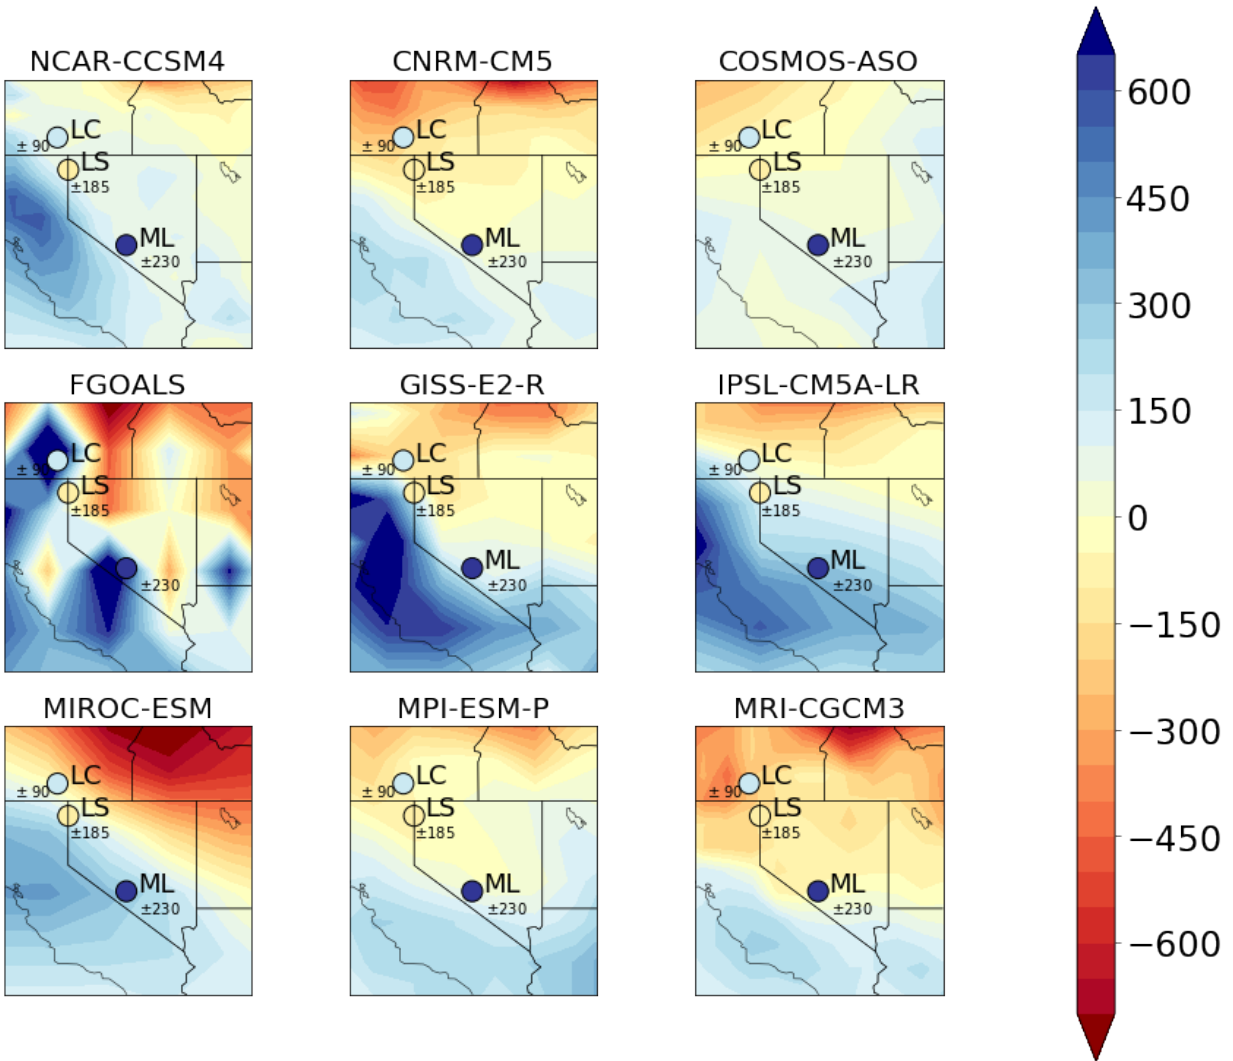 NCAR-CCSM4
CNRM-CM5
COSMOS-ASO
LC
± 90
LS
±185
ML
±230
LC
± 90
LS
±185
ML
±230
LC
± 90
LS
±185
ML
±230
FGOALS
GISS-E2-R
IPSL-CM5A-LR
LC
± 90
LS
±185
±230
LC
± 90
LS
±185
ML
±230
LC
± 90
LS
±185
ML
±230
MIROC-ESM
MPI-ESM-P
MRI-CGCM3
LC
± 90
LS
±185
ML
±230
LC
± 90
LS
±185
ML
±230
LC
± 90
LS
±185
ML
±230
600
450
300
150
0
−150
−300
−450
−600